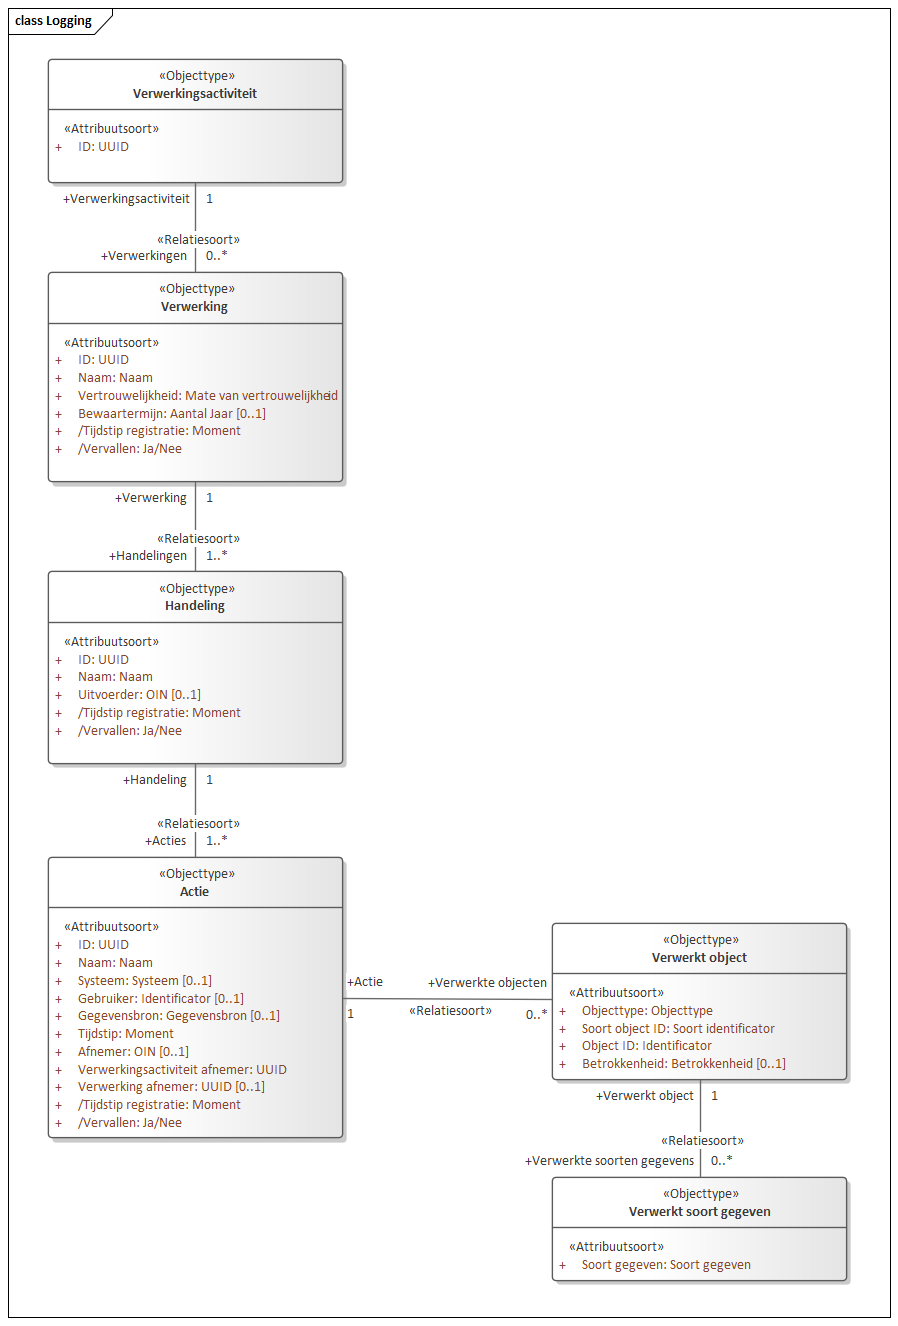 class Logging
«Objecttype»
Verwerkingsactiviteit
«Attribuutsoort»
+ ID: UUID
+Verwerkingsactiviteit 1
«Relatiesoort»
+Verwerkingen 0..*
«Objecttype»
Verwerking
«Attribuutsoort»
+ ID: UUID
+ Naam: Naam
+ Vertrouwelijkheid: Mate van vertrouwelijkheid
+ Bewaartermijn: Aantal Jaar [0..1]
+ /Tijdstip registratie: Moment
+ /Vervallen: Ja/Nee
+Verwerking 1
«Relatiesoort»
+Handelingen 1..*
«Objecttype»
Handeling
«Attribuutsoort»
+ ID: UUID
+ Naam: Naam
+ Uitvoerder: OIN [0..1]
+ /Tijdstip registratie: Moment
+ /Vervallen: Ja/Nee
+Handeling 1
«Relatiesoort»
+Acties 1..*
«Objecttype»
Actie
«Attribuutsoort»
+ ID: UUID
+ Naam: Naam
+ Systeem: Systeem [0..1]
+ Gebruiker: Identificator [0..1]
+ Gegevensbron: Gegevensbron [0..1]
+ Tijdstip: Moment
+ Afnemer: OIN [0..1]
+ Verwerkingsactiviteit afnemer: UUID
+ Verwerking afnemer: UUID [0..1]
+ /Tijdstip registratie: Moment
+ /Vervallen: Ja/Nee
+Actie +Verwerkte objecten
1 «Relatiesoort» 0..*
«Objecttype»
Verwerkt object
«Attribuutsoort»
+ Objecttype: Objecttype
+ Soort object ID: Soort identificator
+ Object ID: Identificator
+ Betrokkenheid: Betrokkenheid [0..1]
+Verwerkt object 1
«Relatiesoort»
+Verwerkte soorten gegevens 0..*
«Objecttype»
Verwerkt soort gegeven
«Attribuutsoort»
+ Soort gegeven: Soort gegeven